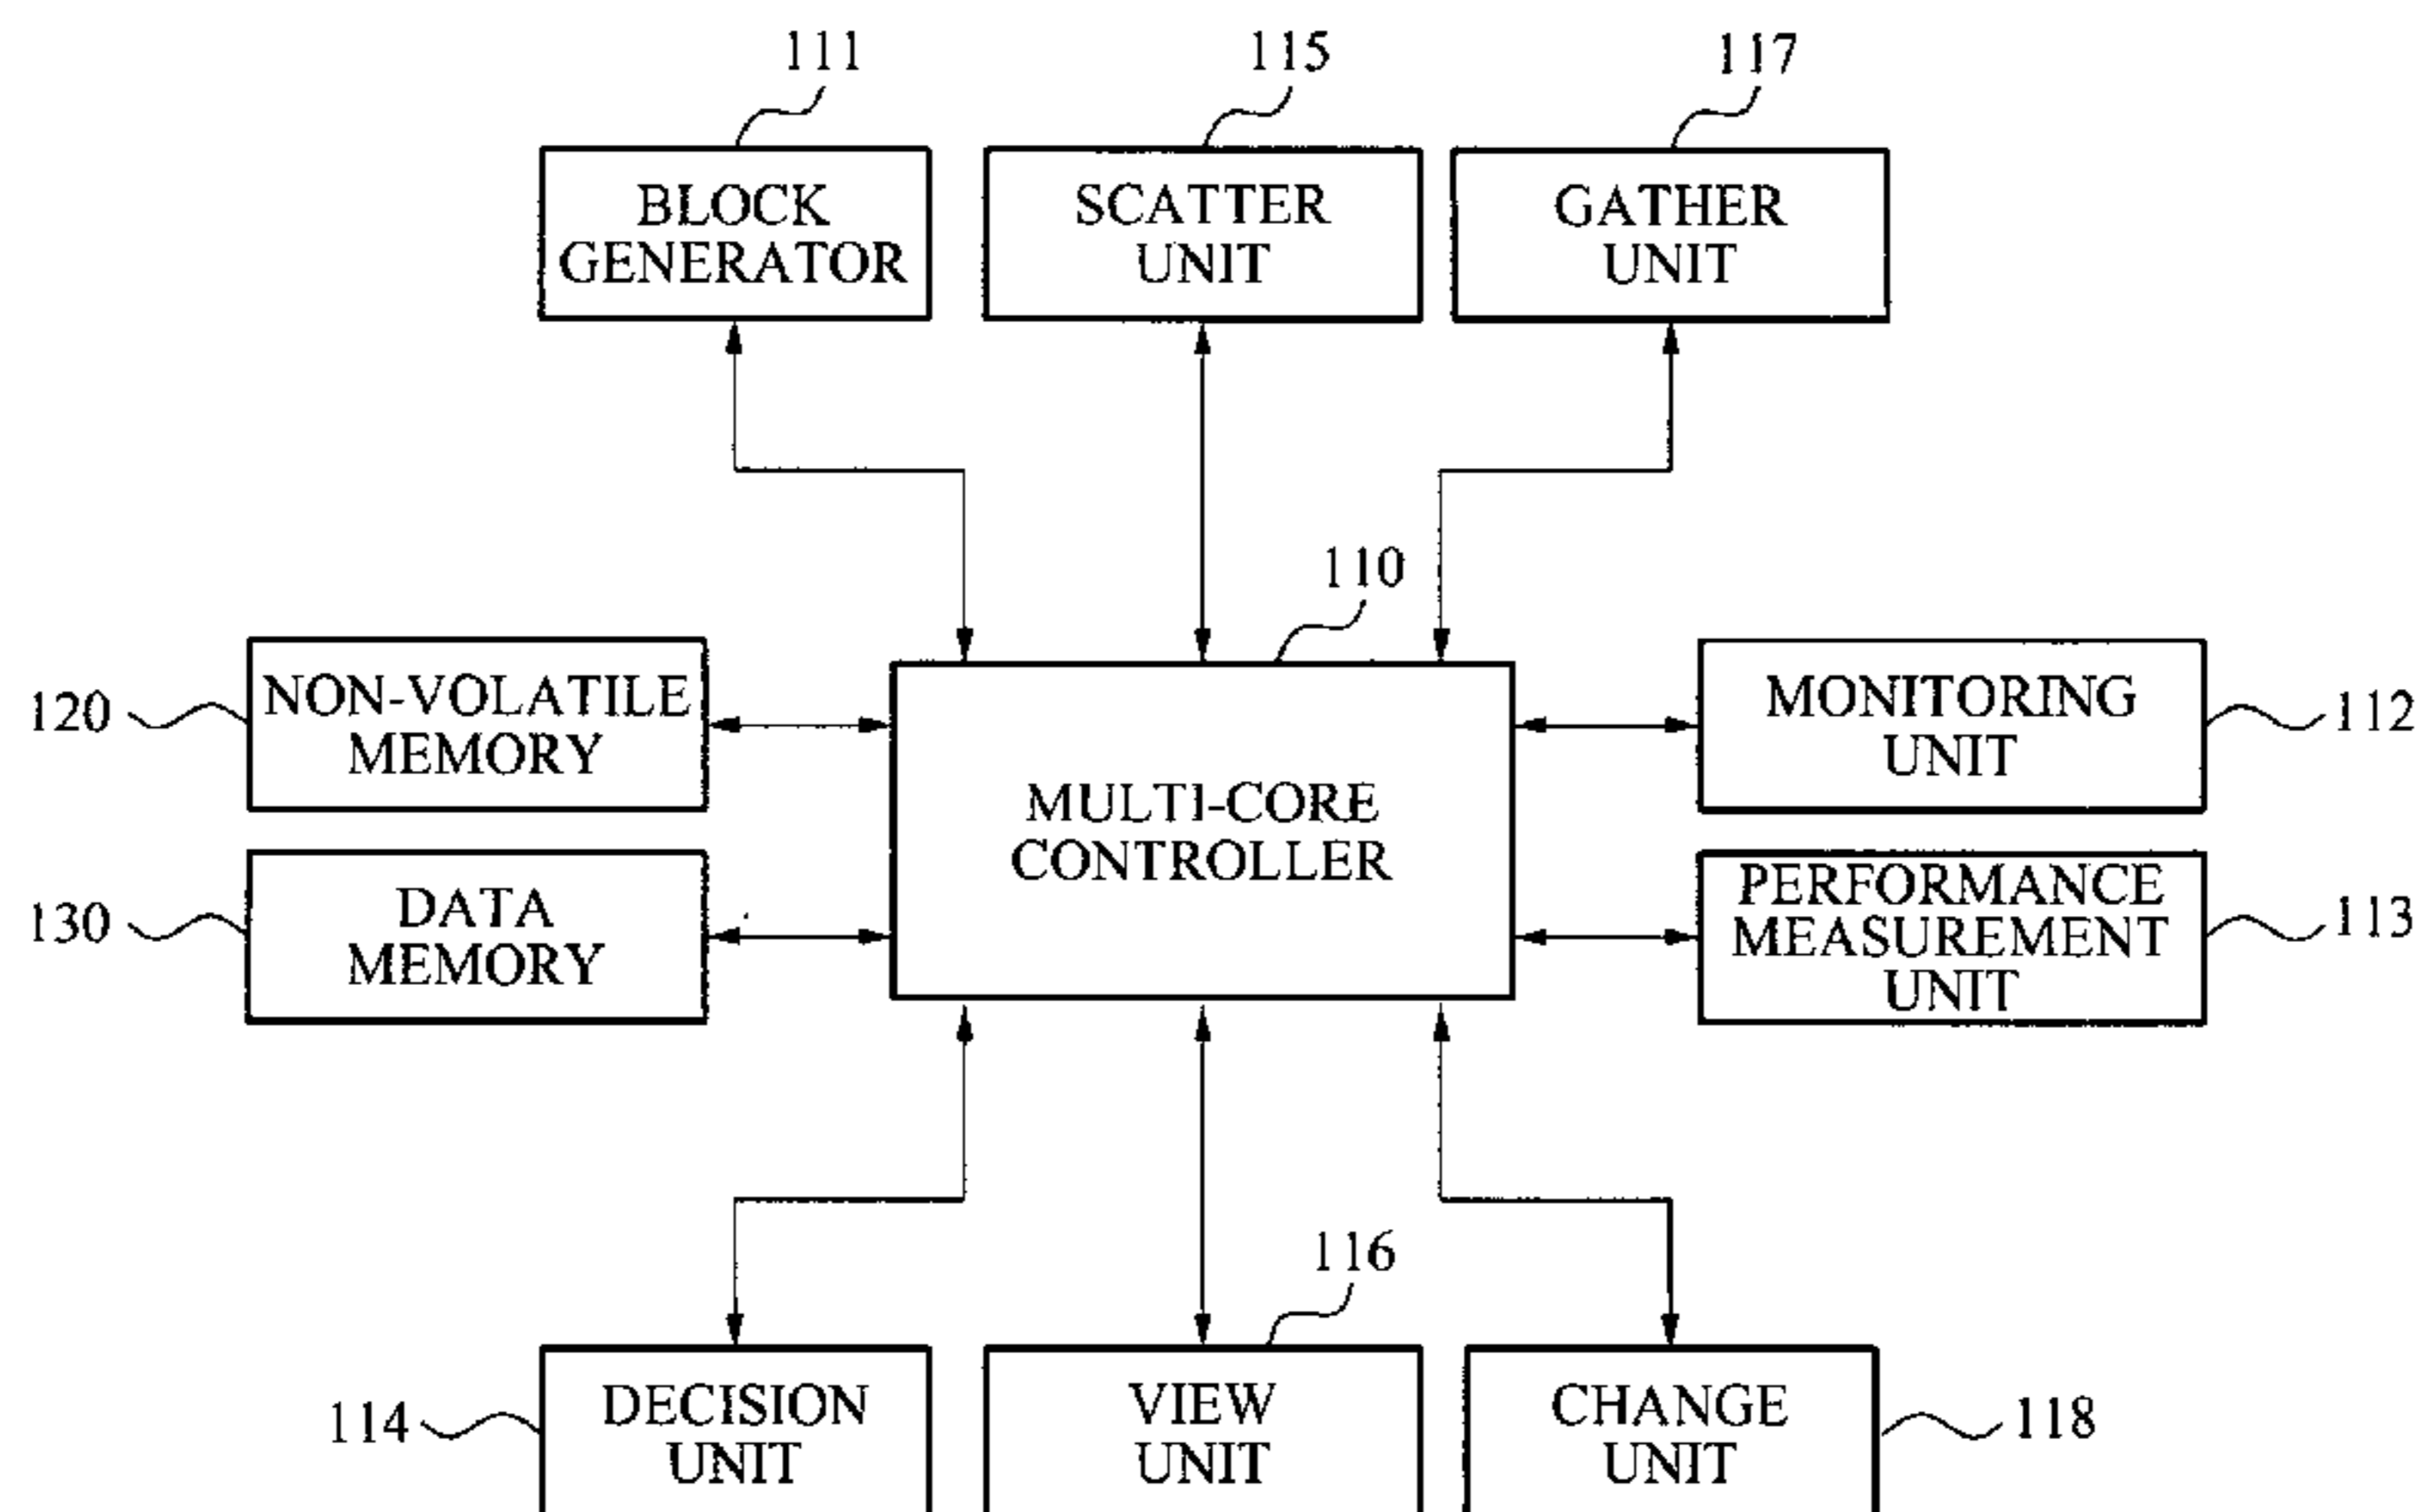 111
115
117
BLOCK
GENERATOR
SCATTER
UNIT
GATHER
UNIT
110
120
NON-VOLATILE
MEMORY
MULTI-CORE
CONTROLLER
MONITORING
UNIT
112
130
DATA
MEMORY
PERFORMANCE
MEASUREMENT
UNIT
113
116
114
DECISION
UNIT
VIEW
UNIT
CHANGE
UNIT
118